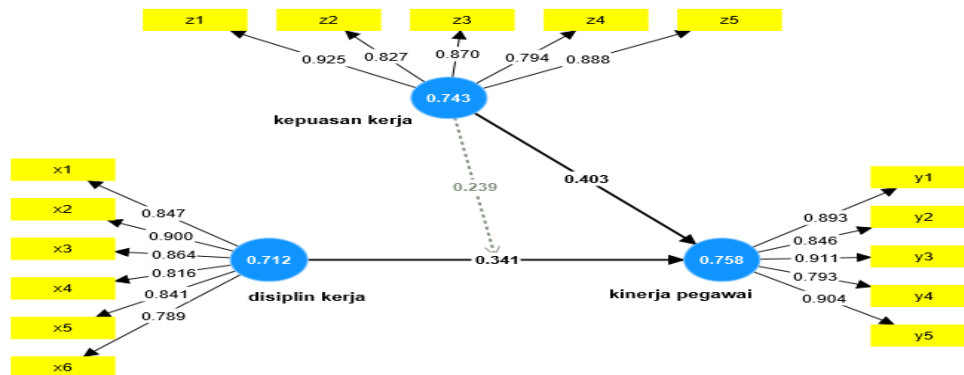 z1 z2 z3 z4 z5
0.925 0.827 0.870 0.794 0.888
0.743
kepuasan kerja
x1
x2
x3
x4
x5
x6
0.847
0.900
0.864
0.816
0.841
0.789
0.712
disiplin kerja
0.239
0.403
0.341
0.758
kinerja pegawai
0.893
0.846
0.911
0.793
0.904
y1
y2
y3
y4
y5